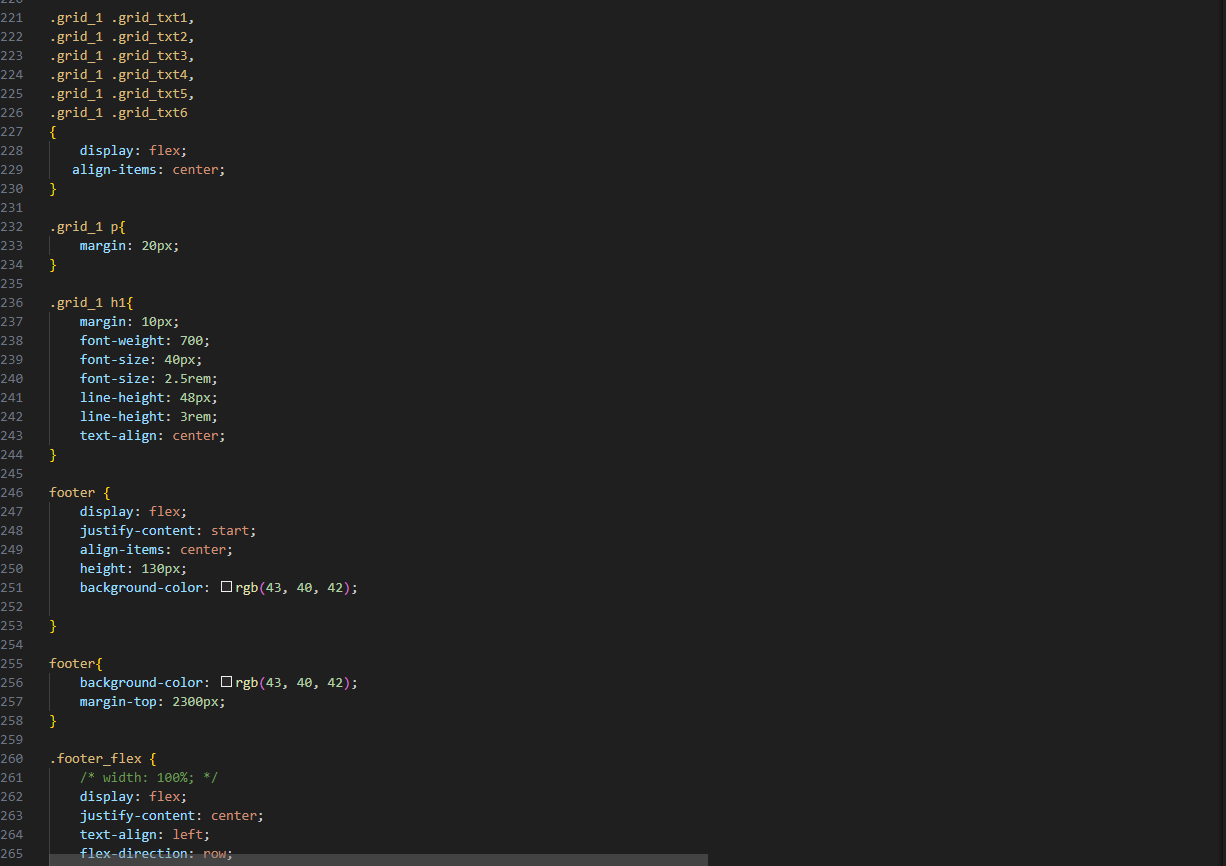 221 .grid_1 .grid_txt1,
222 .grid_1 .grid_txt2,
223 .grid_1 .grid_txt3,
224 .grid_1 .grid_txt4,
225 .grid_1 .grid_txt5,
226 .grid_1 .grid_txt6
227 {
228     display: flex;
229    align-items: center;
230 }
231
232 .grid_1 p{
233     margin: 20px;
234 }
235
236 .grid_1 h1{
237     margin: 10px;
238     font-weight: 700;
239     font-size: 40px;
240     font-size: 2.5rem;
241     line-height: 48px;
242     line-height: 3rem;
243     text-align: center;
244 }
245
246 footer {
247     display: flex;
248     justify-content: start;
249     align-items: center;
250     height: 130px;
251     background-color: rgb(43, 40, 42);
252
253 }
254
255 footer{
256     background-color: rgb(43, 40, 42);
257     margin-top: 2300px;
258 }
259
260 .footer_flex {
261     /* width: 100%; */
262     display: flex;
263     justify-content: center;
264     text-align: left;
265     flex-direction: row;